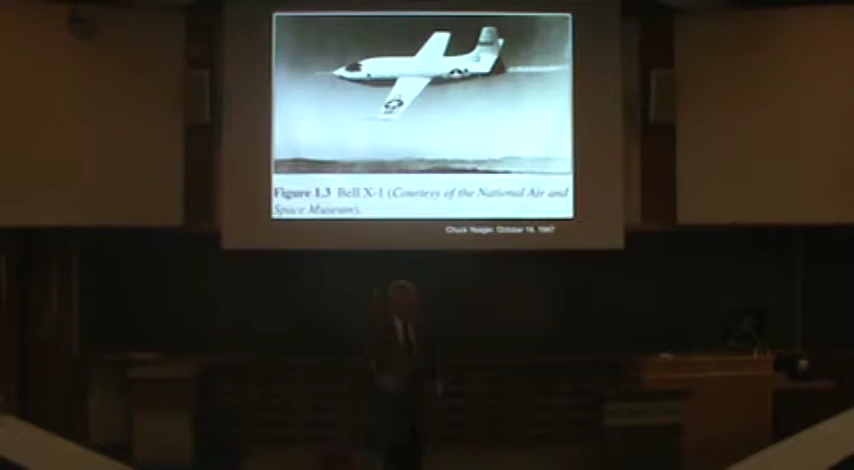 Figure 1.3 Bell X-1 (Courtesy of the National Air and
Space Museum).
Chuck Yeager October 14, 1947